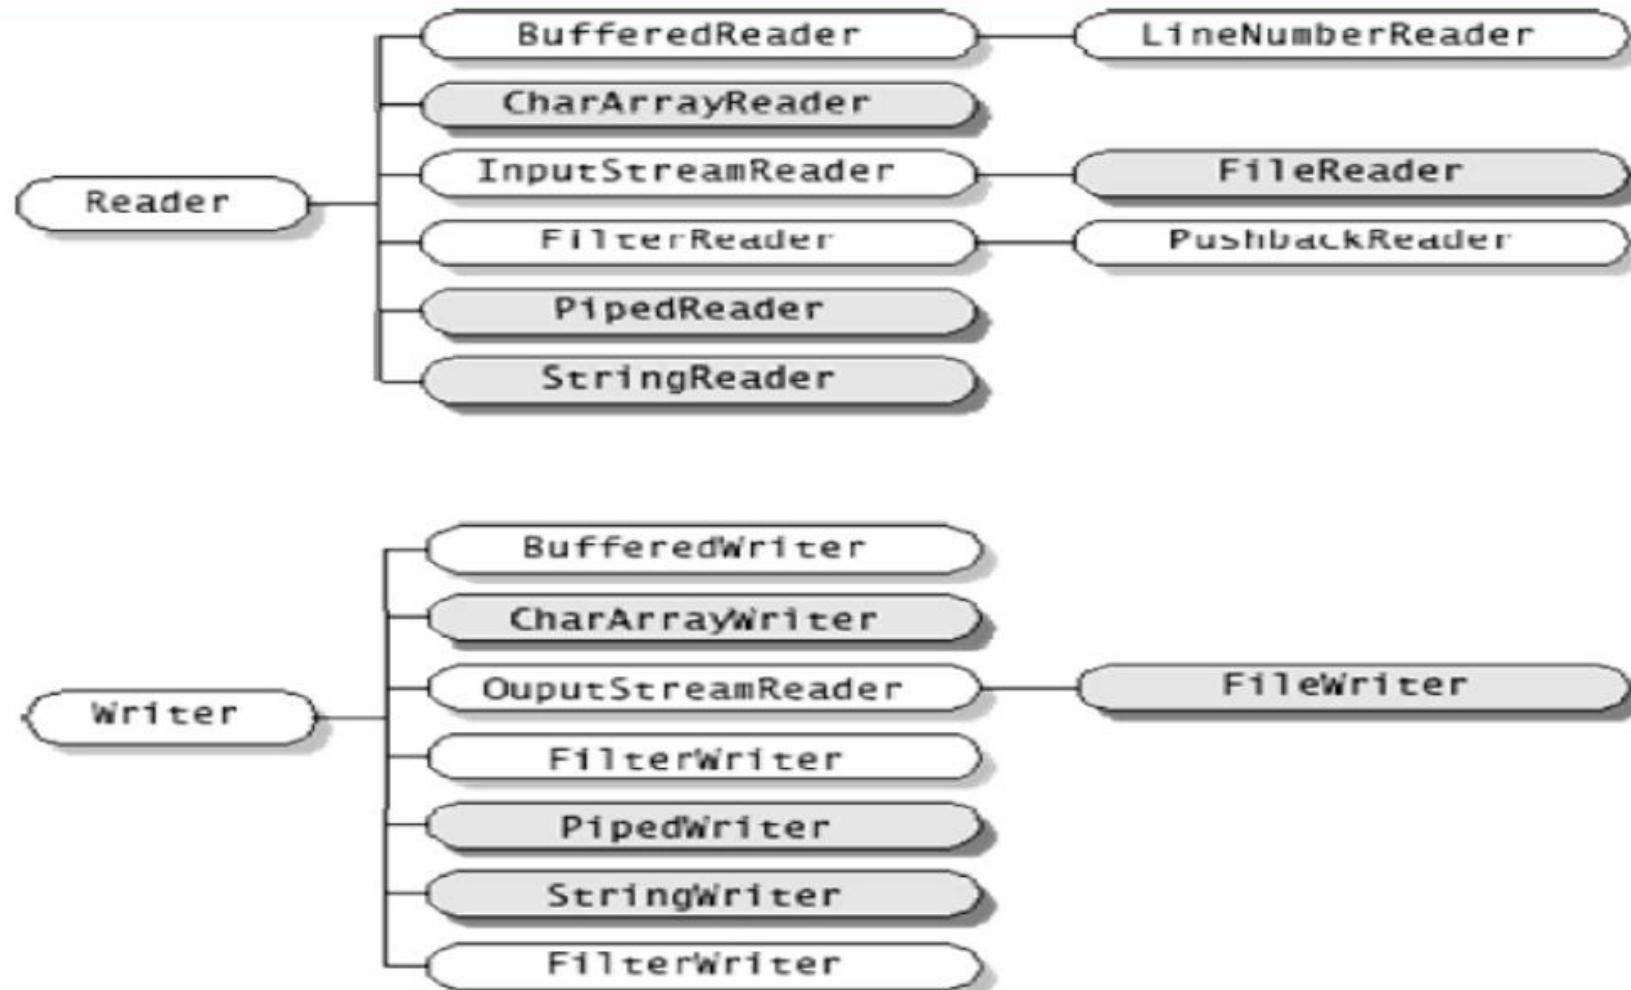 BufferedReader
LineNumberReader
CharArrayReader
InputStreamReader
FileReader
Reader
FilterReader
PushbackReader
PipedReader
StringReader
BufferedWriter
CharArrayWriter
OuputStreamReader
FileWriter
Writer
FilterWriter
PipedWriter
StringWriter
FilterWriter